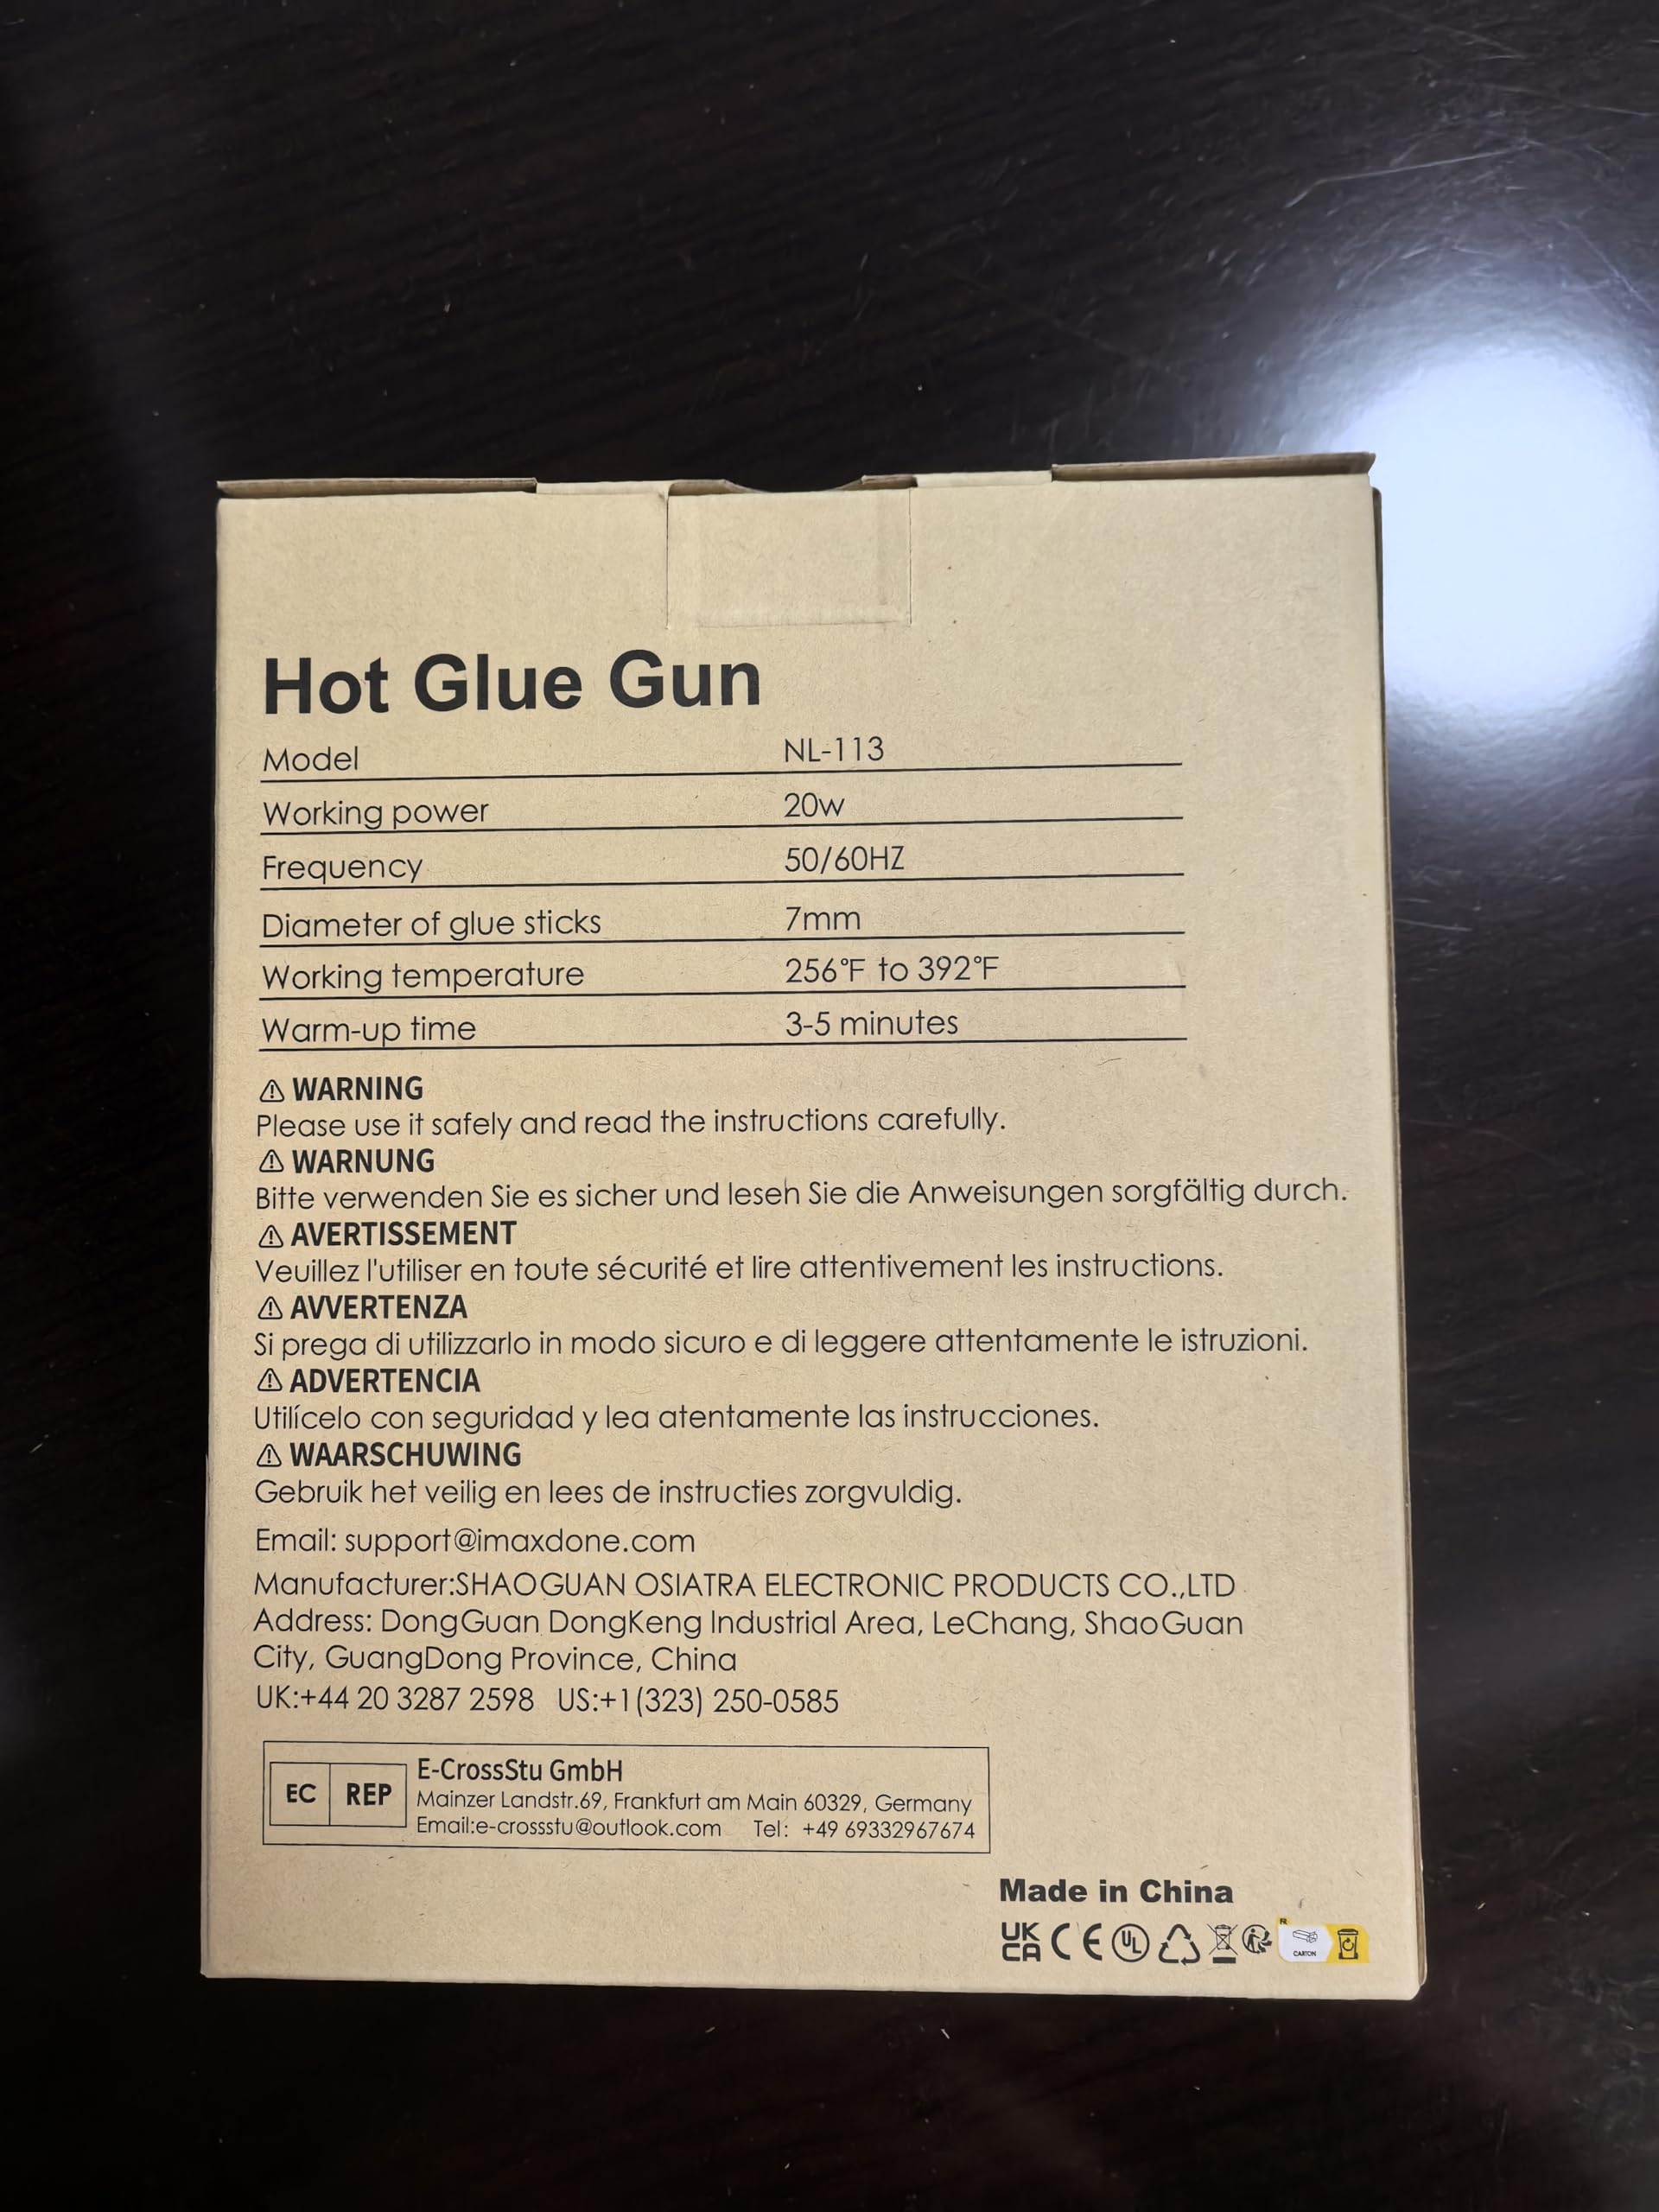 Hot Glue Gun
Model NL-113
Working power 20w
Frequency 50/60HZ
Diameter of glue sticks 7mm
Working temperature 256°F to 392°F
Warm-up time 3-5 minutes
⚠ WARNING
Please use it safely and read the instructions carefully.
⚠ WARNUNG
Bitte verwenden Sie es sicher und lesen Sie die Anweisungen sorgfältig durch.
⚠ AVERTISSEMENT
Veuillez l'utiliser en toute sécurité et lire attentivement les instructions.
⚠ AVVERTENZA
Si prega di utilizzarlo in modo sicuro e di leggere attentamente le istruzioni.
⚠ ADVERTENCIA
Utilícelo con seguridad y lea atentamente las instrucciones.
⚠ WAARSCHUWING
Gebruik het veilig en lees de instructies zorgvuldig.
Email: support@imaxdone.com
Manufacturer:SHAOGUAN OSIATRA ELECTRONIC PRODUCTS CO.,LTD
Address: DongGuan DongKeng Industrial Area, LeChang, ShaoGuan
City, GuangDong Province, China
UK:+44 20 3287 2598 US:+1(323) 250-0585
EC REP
E-CrossStu GmbH
Mainzer Landstr.69, Frankfurt am Main 60329, Germany
Email:e-crossstu@outlook.com Tel: +49 69332967674
Made in China
UK CA CE UL FR CARTON